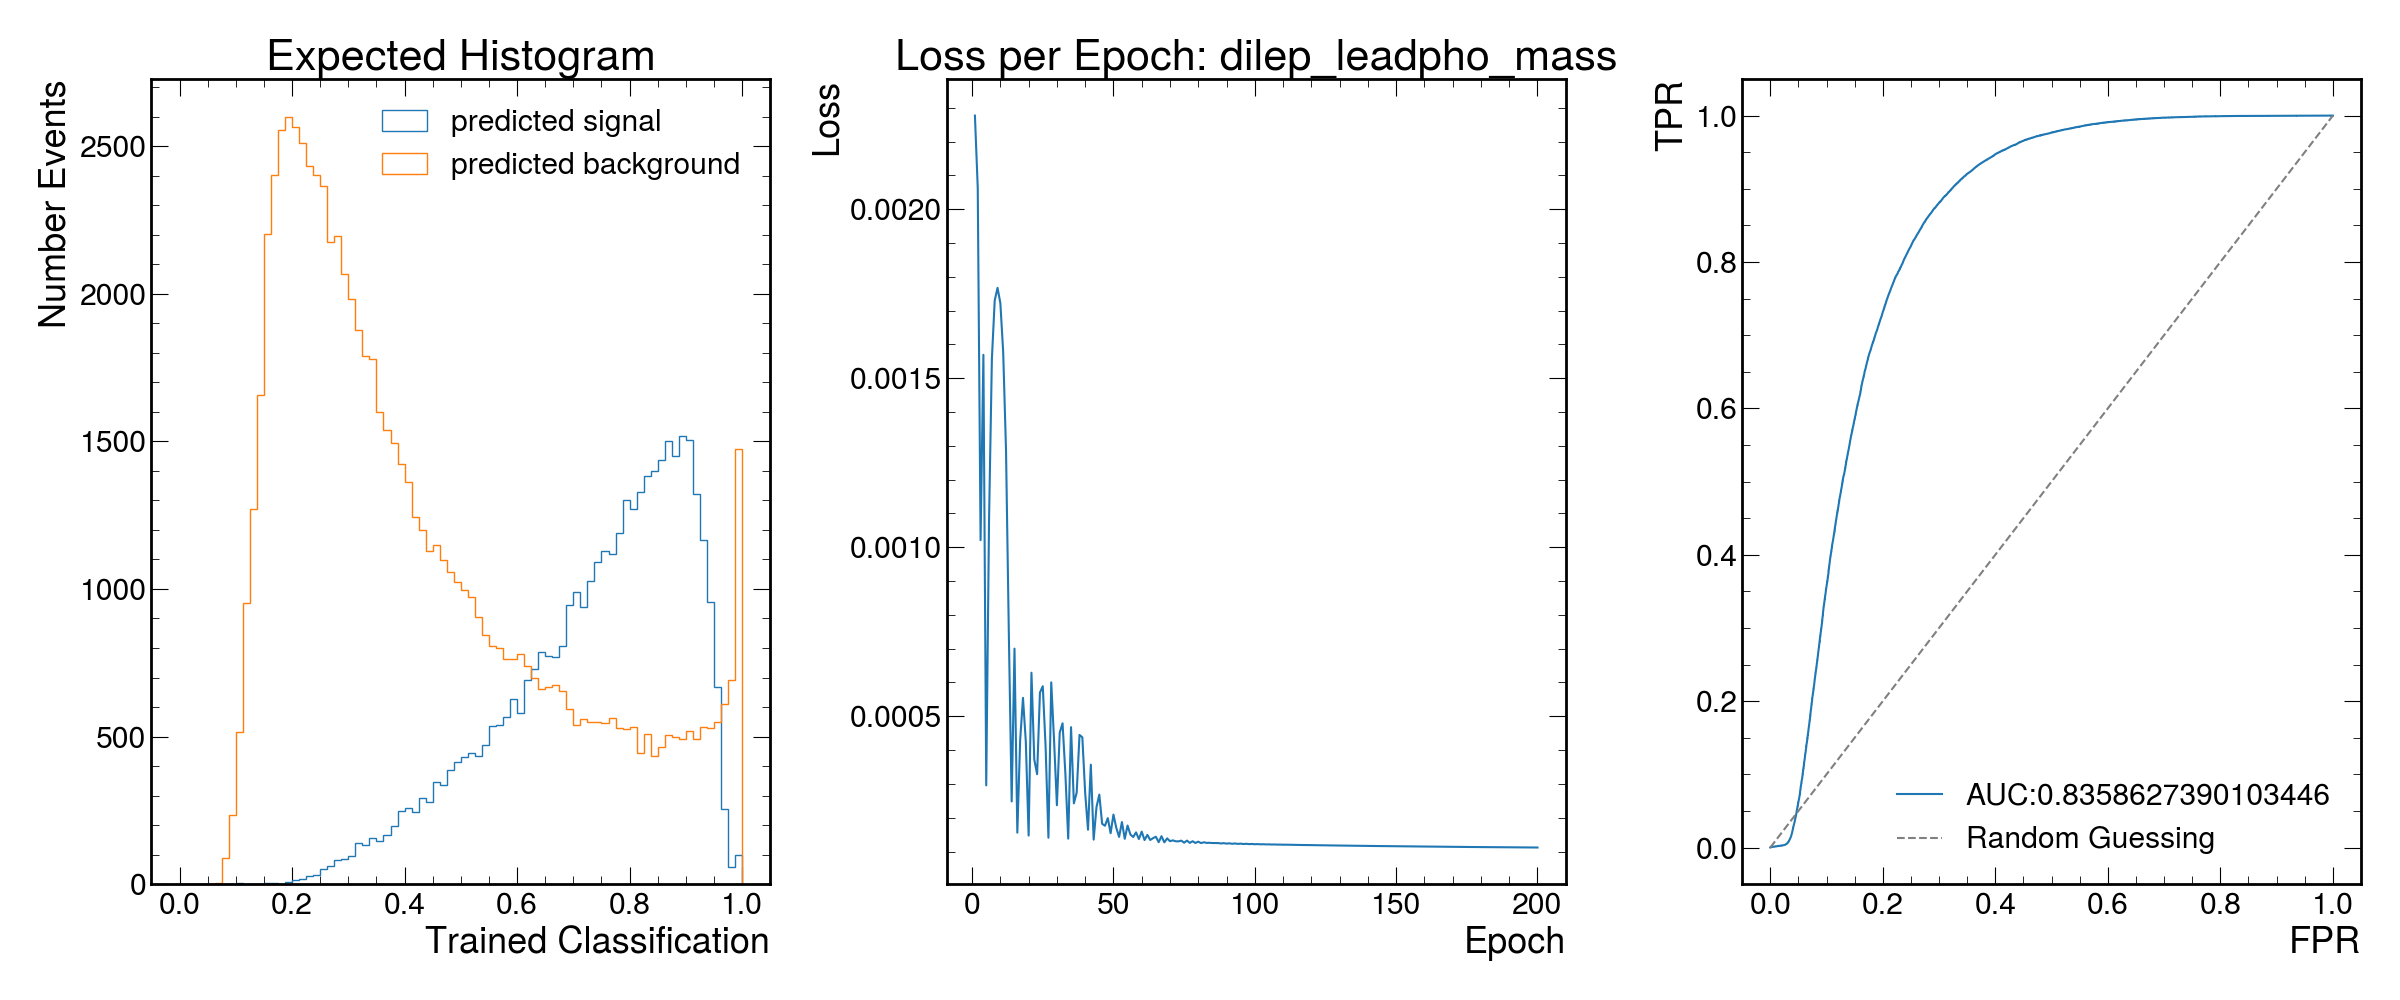 Expected Histogram
Number Events
predicted signal
predicted background
2500
2000
1500
1000
500
0
0.0 0.2 0.4 0.6 0.8 1.0
Trained Classification
Loss per Epoch: dilep_leadpho_mass
Loss
0.0020
0.0015
0.0010
0.0005
0 50 100 150 200
Epoch
TPR
1.0
0.8
0.6
0.4
0.2
0.0
AUC:0.8358627390103446
Random Guessing
0.0 0.2 0.4 0.6 0.8 1.0
FPR